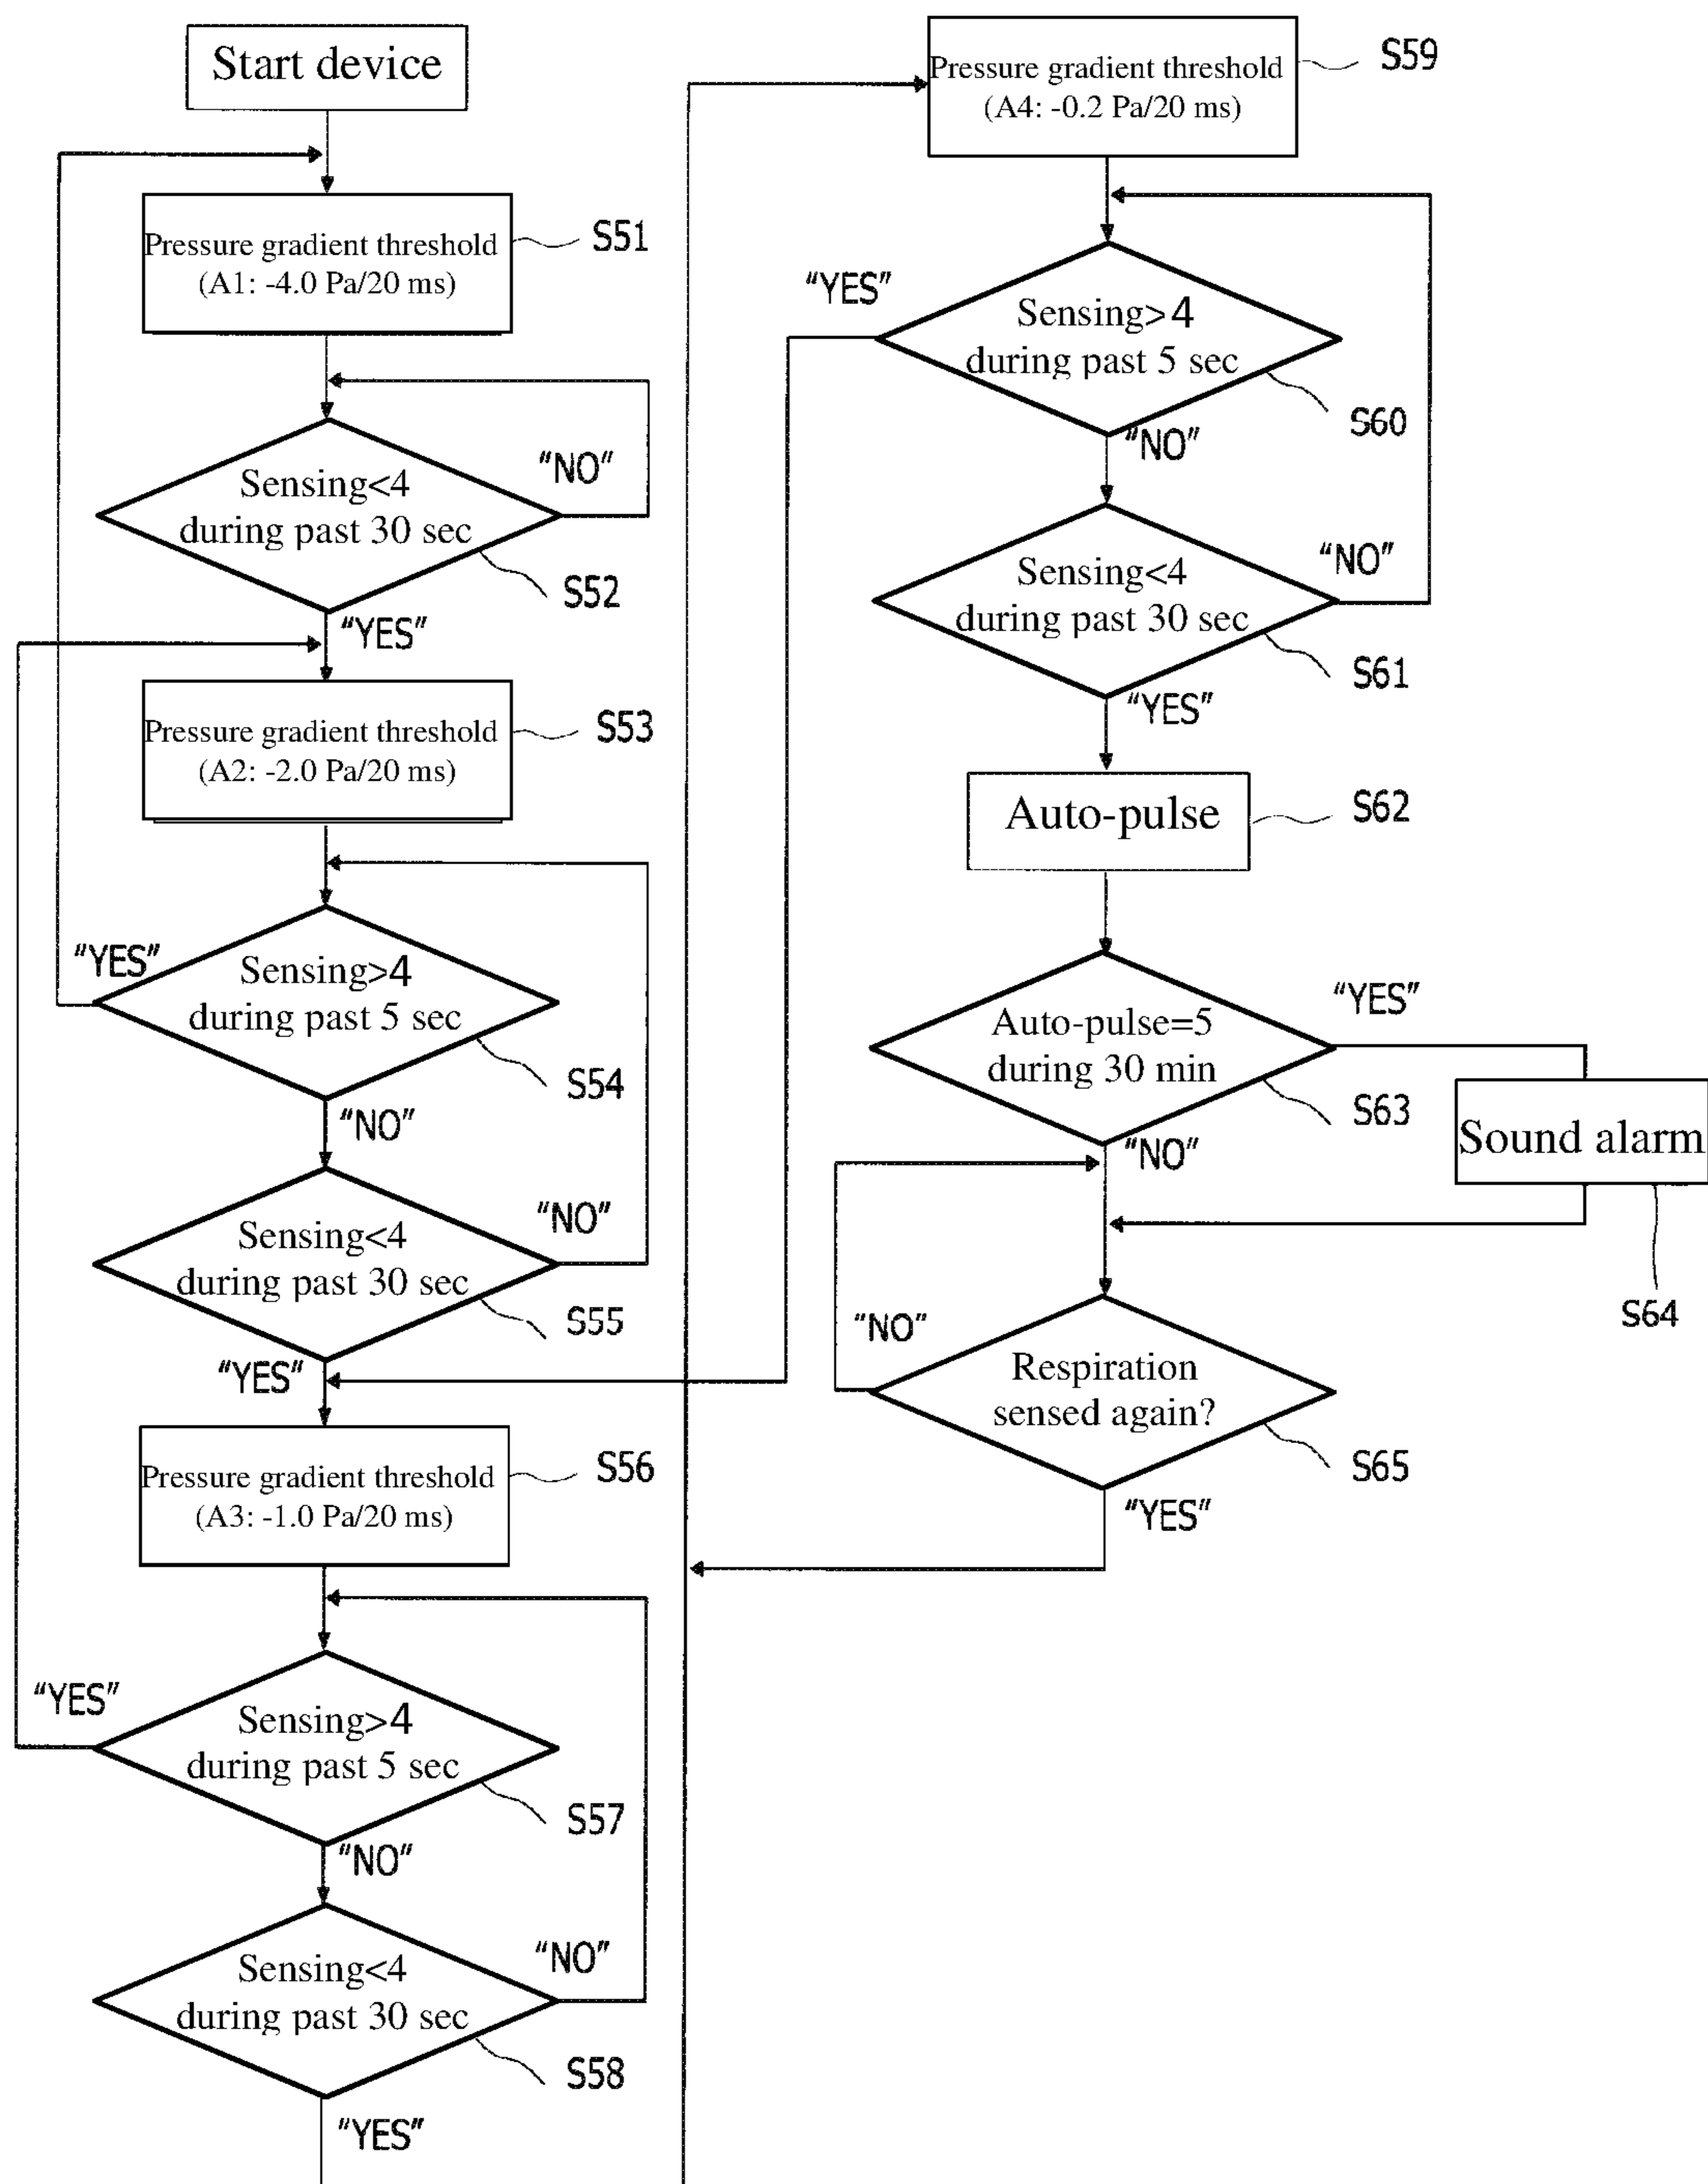 Start device
Pressure gradient threshold
(A1: -4.0 Pa/20 ms)
S51
Sensing<4
during past 30 sec
"NO"
S52
"YES"
Pressure gradient threshold
(A2: -2.0 Pa/20 ms)
S53
"YES"
Sensing>4
during past 5 sec
S54
"NO"
Sensing<4
during past 30 sec
"NO"
S55
"YES"
Pressure gradient threshold
(A3: -1.0 Pa/20 ms)
S56
"YES"
Sensing>4
during past 5 sec
S57
"NO"
Sensing<4
during past 30 sec
"NO"
S58
"YES"
Pressure gradient threshold
(A4: -0.2 Pa/20 ms)
S59
"YES"
Sensing>4
during past 5 sec
S60
"NO"
Sensing<4
during past 30 sec
"NO"
S61
"YES"
Auto-pulse
S62
Auto-pulse=5
during 30 min
"YES"
S63
"NO"
Sound alarm
S64
"NO"
Respiration
sensed again?
S65
"YES"